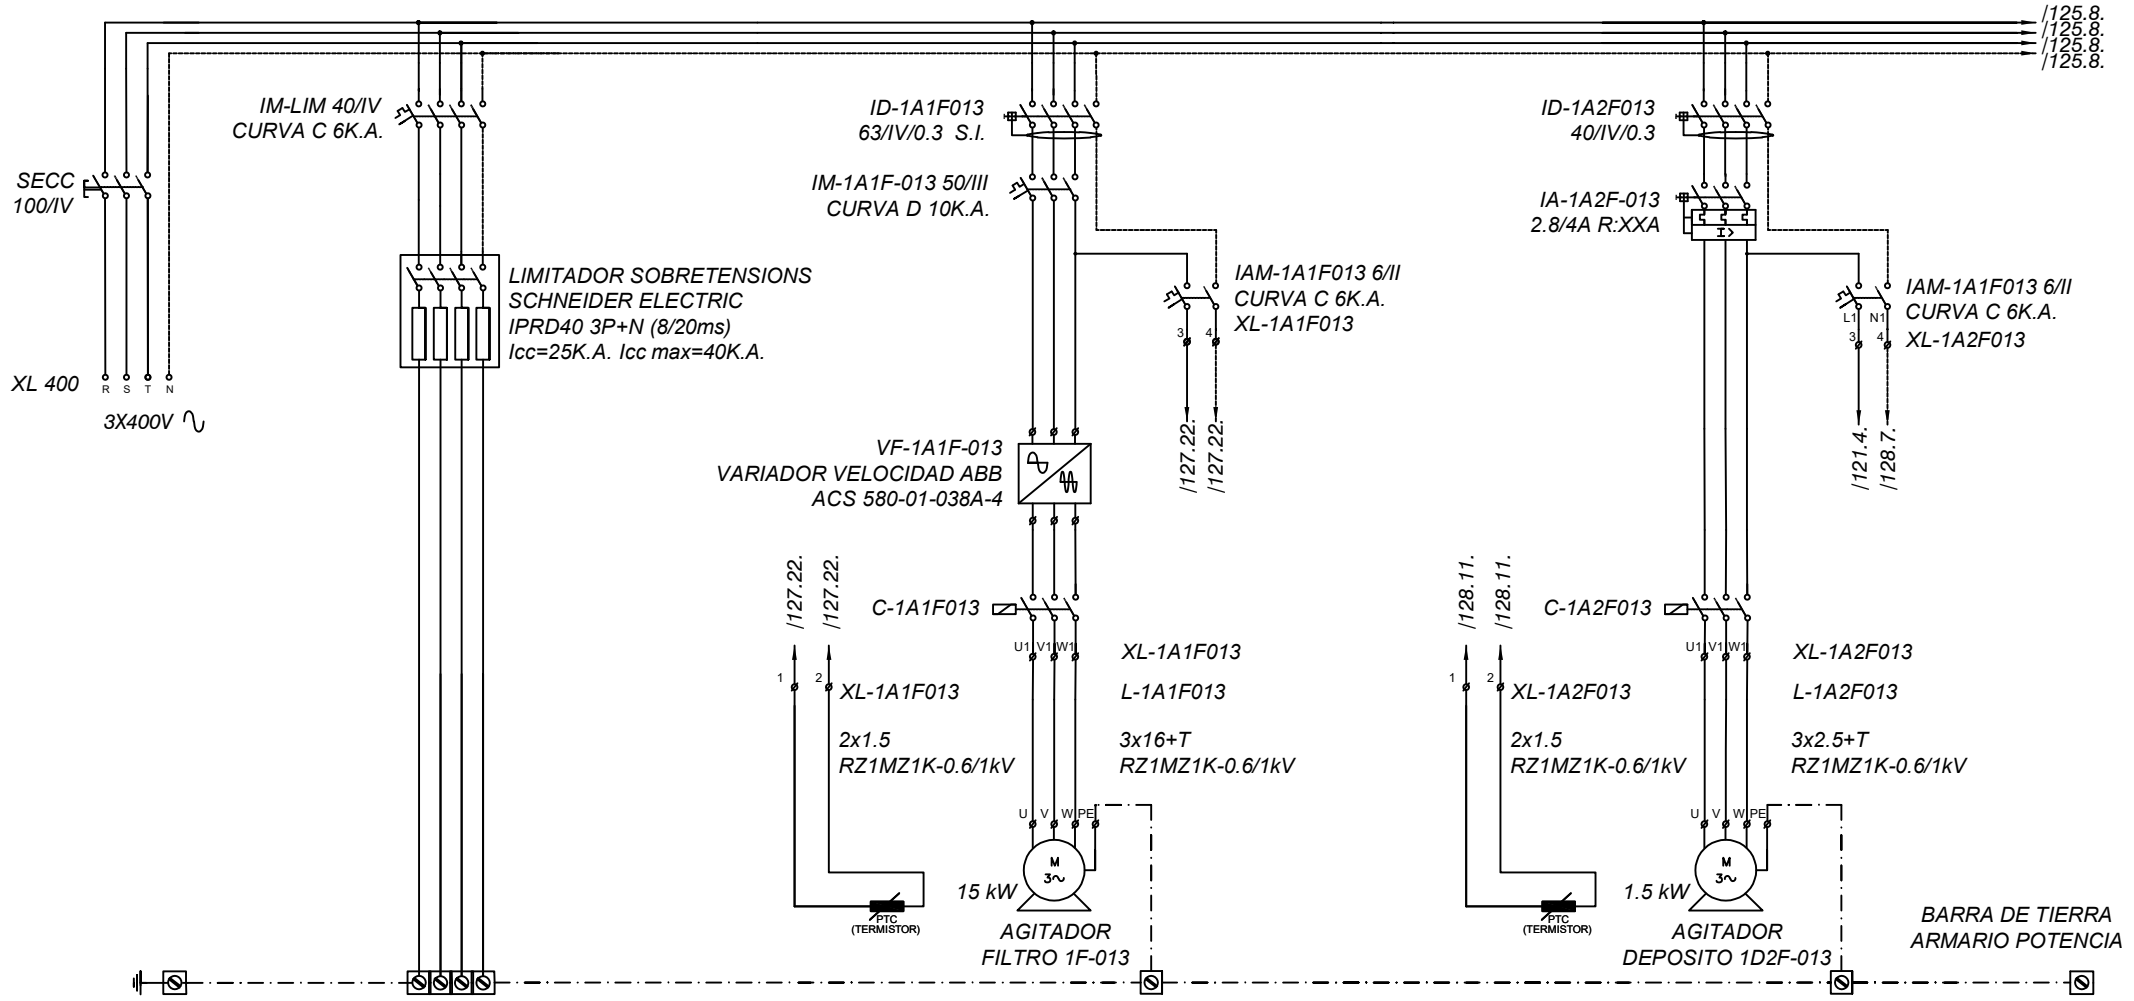 /125.8.
/125.8.
/125.8.
/125.8.
IM-LIM 40/IV
CURVA C 6K.A.
SECC
100/IV
LIMITADOR SOBRETENSIONS
SCHNEIDER ELECTRIC
IPRD40 3P+N (8/20ms)
Icc=25K.A. Icc max=40K.A.
XL 400
R S T N
3X400V
ID-1A1F013
63/IV/0.3 S.I.
IM-1A1F-013 50/III
CURVA D 10K.A.
IAM-1A1F013 6/II
CURVA C 6K.A.
XL-1A1F013
3 4
/127.22.
/127.22.
VF-1A1F-013
VARIADOR VELOCIDAD ABB
ACS 580-01-038A-4
/127.22.
/127.22.
C-1A1F013
U1 V1 W1
XL-1A1F013
1 2
XL-1A1F013
L-1A1F013
2x1.5
RZ1MZ1K-0.6/1kV
3x16+T
RZ1MZ1K-0.6/1kV
U V W PE
M
3~
15 kW
PTC
(TERMISTOR)
AGITADOR
FILTRO 1F-013
ID-1A2F013
40/IV/0.3
IA-1A2F-013
2.8/4A R:XXA
I>
IAM-1A1F013 6/II
CURVA C 6K.A.
L1 N1
XL-1A2F013
3 4
/121.4.
/128.7.
/128.11.
/128.11.
C-1A2F013
U1 V1 W1
XL-1A2F013
1 2
XL-1A2F013
L-1A2F013
2x1.5
RZ1MZ1K-0.6/1kV
3x2.5+T
RZ1MZ1K-0.6/1kV
U V W PE
M
3~
1.5 kW
PTC
(TERMISTOR)
AGITADOR
DEPOSITO 1D2F-013
BARRA DE TIERRA
ARMARIO POTENCIA